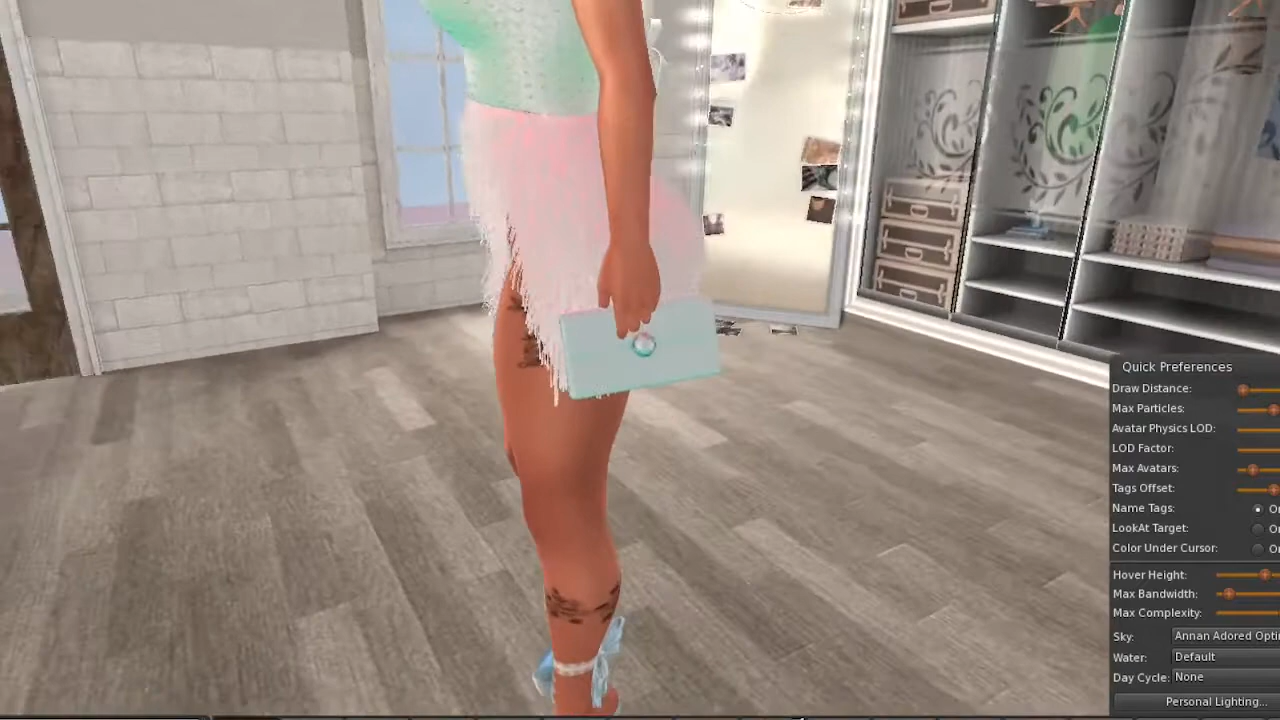 Quick Preferences
Draw Distance:
Max Particles:
Avatar Physics LOD:
LOD Factor:
Max Avatars:
Tags Offset:
Name Tags:
LookAt Target:
Color Under Cursor:
Hover Height:
Max Bandwidth:
Max Complexity:
Sky: Annan Adored Opti
Water: Default
Day Cycle: None
Personal Lighting...